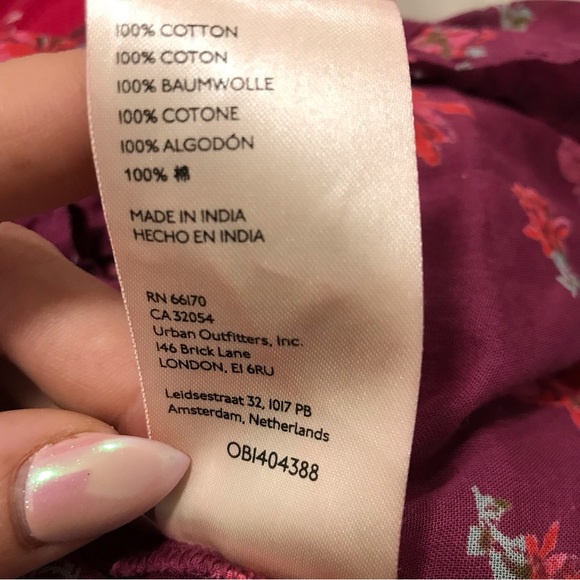 100% COTTON
100% COTON
100% BAUMWOLLE
100% COTONE
100% ALGODÓN
100% 棉
MADE IN INDIA
HECHO EN INDIA
RN 66170
CA 32054
Urban Outfitters, Inc.
146 Brick Lane
LONDON, E1 6RU
Leidsestraat 32, 1017 PB
Amsterdam, Netherlands
OB1404388